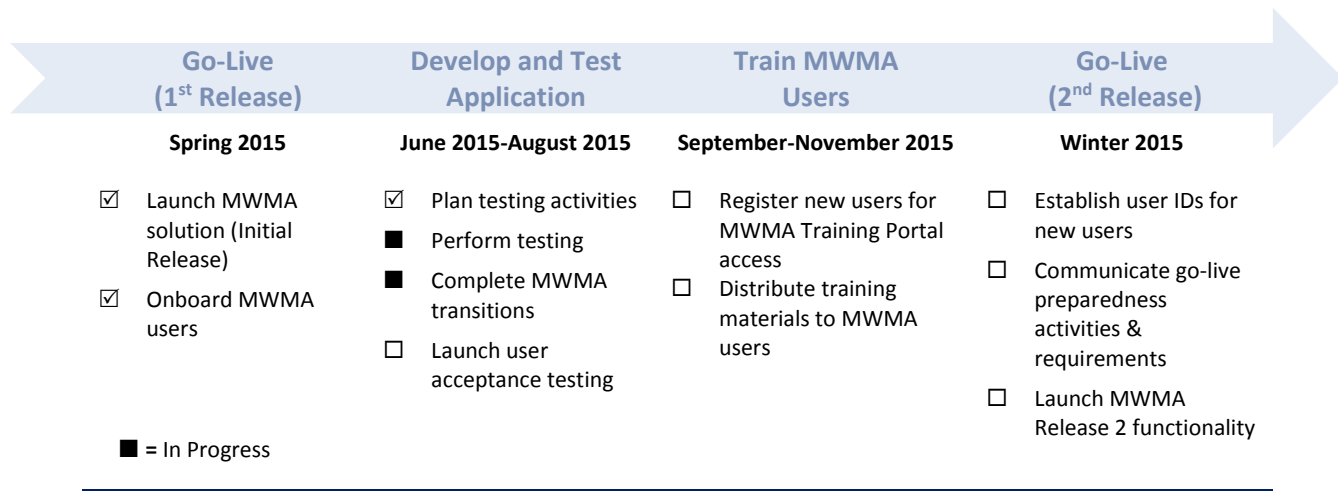 Go-Live
(1st Release)
Develop and Test
Application
Train MWMA
Users
Go-Live
(2nd Release)
Spring 2015
June 2015-August 2015
September-November 2015
Winter 2015
☑ Launch MWMA
solution (Initial
Release)
☑ Onboard MWMA
users
☑ Plan testing activities
■ Perform testing
■ Complete MWMA
transitions
☐ Launch user
acceptance testing
☐ Register new users for
MWMA Training Portal
access
☐ Distribute training
materials to MWMA
users
☐ Establish user IDs for
new users
☐ Communicate go-live
preparedness
activities &
requirements
☐ Launch MWMA
Release 2 functionality
■ = In Progress